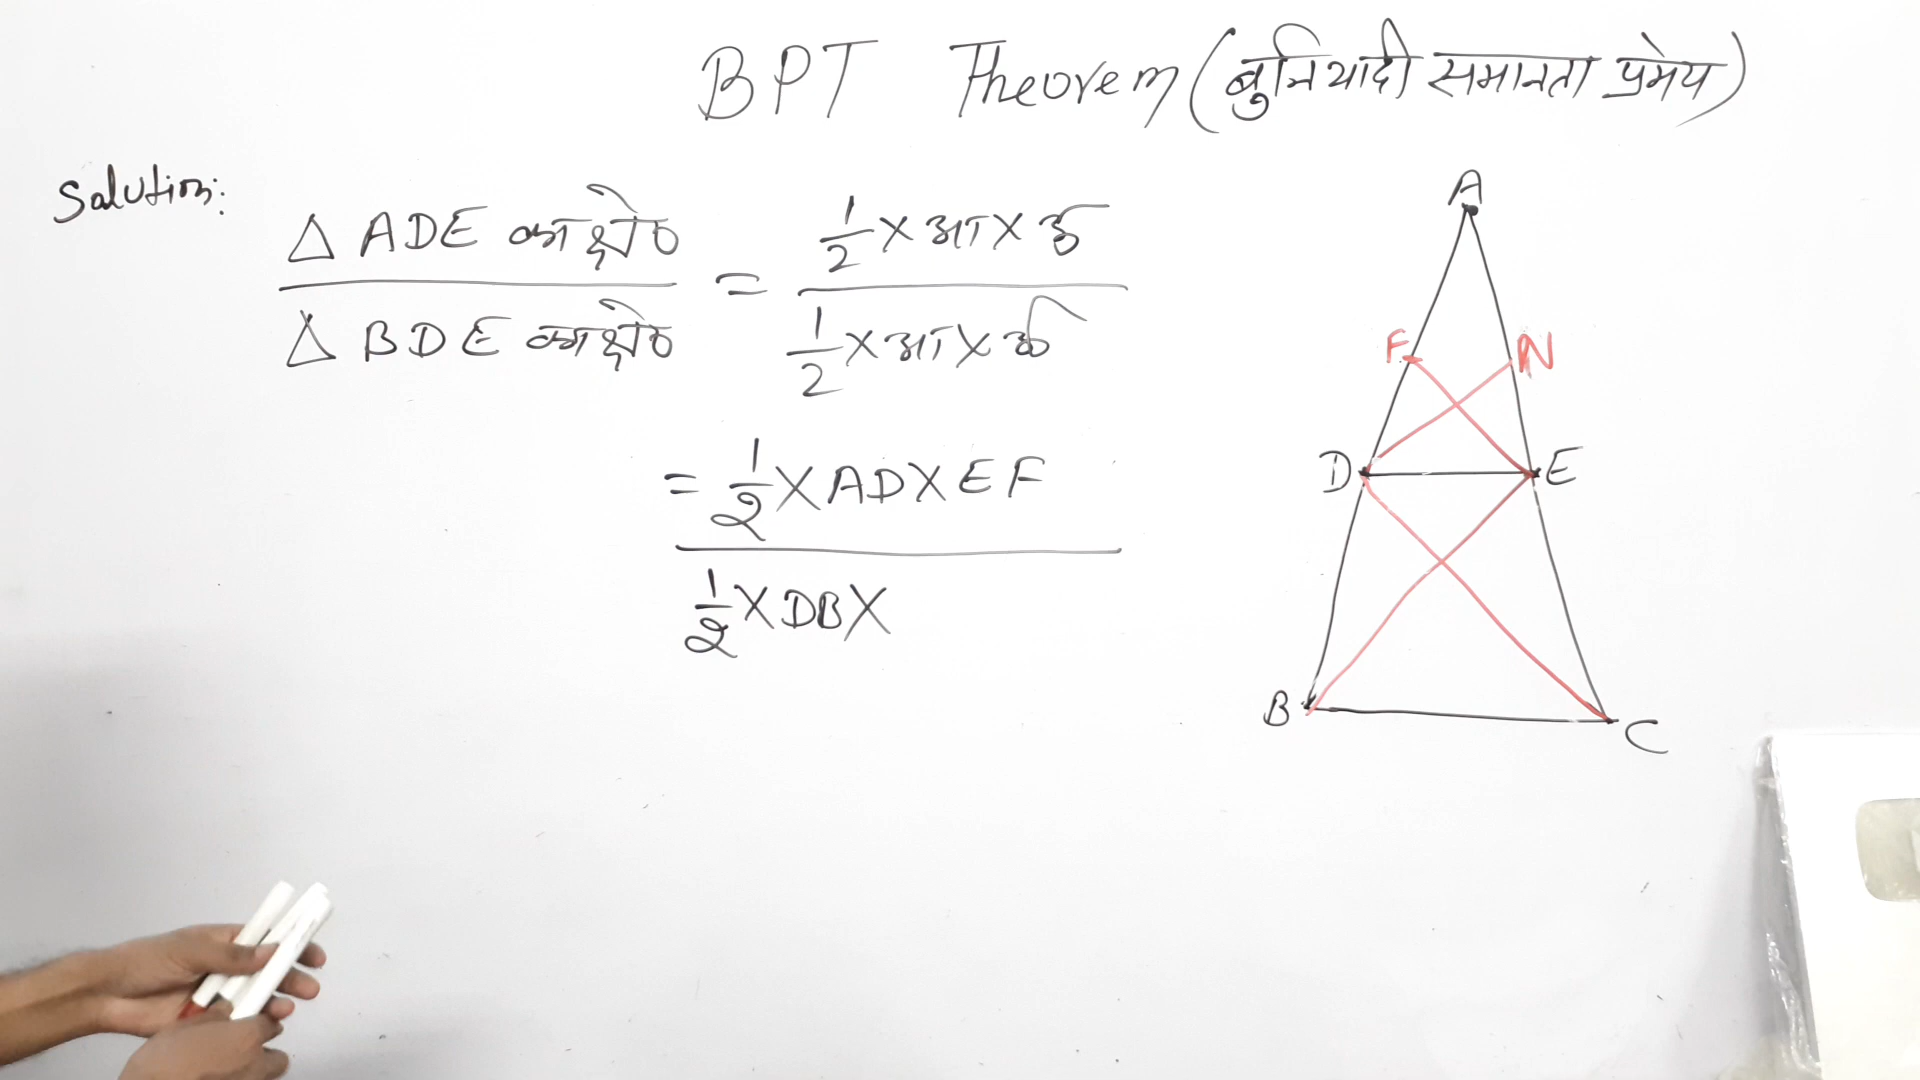 BPT Theorem (बुनियादी समानता प्रमेय)
Solution:
△ ADE का क्षे० / △ BDE का क्षे० = 1/2 × आ × ऊ / 1/2 × आ × ऊ
= 1/2 × AD × EF / 1/2 × DB ×
A
F N
D E
B C